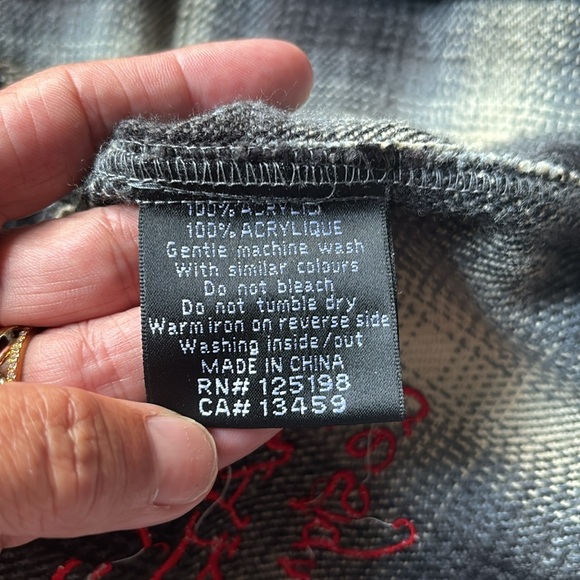 100% ACRYLIC
100% ACRYLIQUE
Gentle machine wash
With similar colours
Do not bleach
Do not tumble dry
Warm iron on reverse side
Washing inside/out
MADE IN CHINA
RN# 125198
CA# 13459